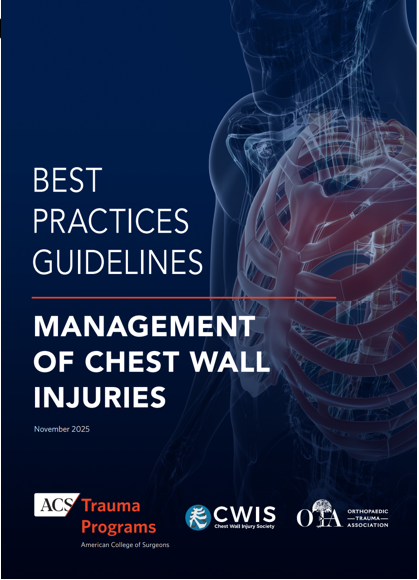 BEST
PRACTICES
GUIDELINES
MANAGEMENT
OF CHEST WALL
INJURIES
November 2025
ACS Trauma
Programs
American College of Surgeons
CWIS
Chest Wall Injury Society
OTA
ORTHOPAEDIC
—TRAUMA—
ASSOCIATION